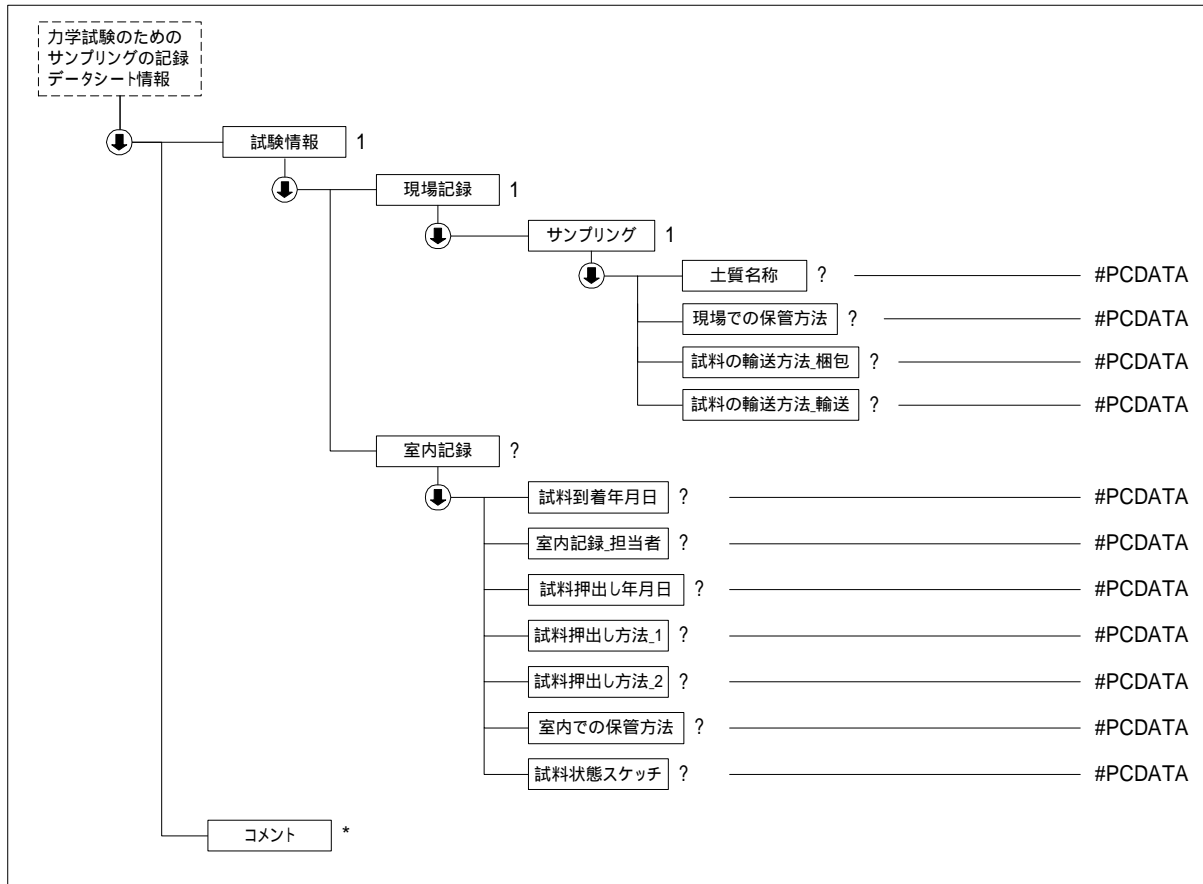 力学試験のための
サンプリングの記録
データシート情報
試験情報 1
現場記録 1
サンプリング 1
土質名称 ? #PCDATA
現場での保管方法 ? #PCDATA
試料の輸送方法_梱包 ? #PCDATA
試料の輸送方法_輸送 ? #PCDATA
室内記録 ?
試料到着年月日 ? #PCDATA
室内記録_担当者 ? #PCDATA
試料押出し年月日 ? #PCDATA
試料押出し方法_1 ? #PCDATA
試料押出し方法_2 ? #PCDATA
室内での保管方法 ? #PCDATA
試料状態スケッチ ? #PCDATA
コメント *